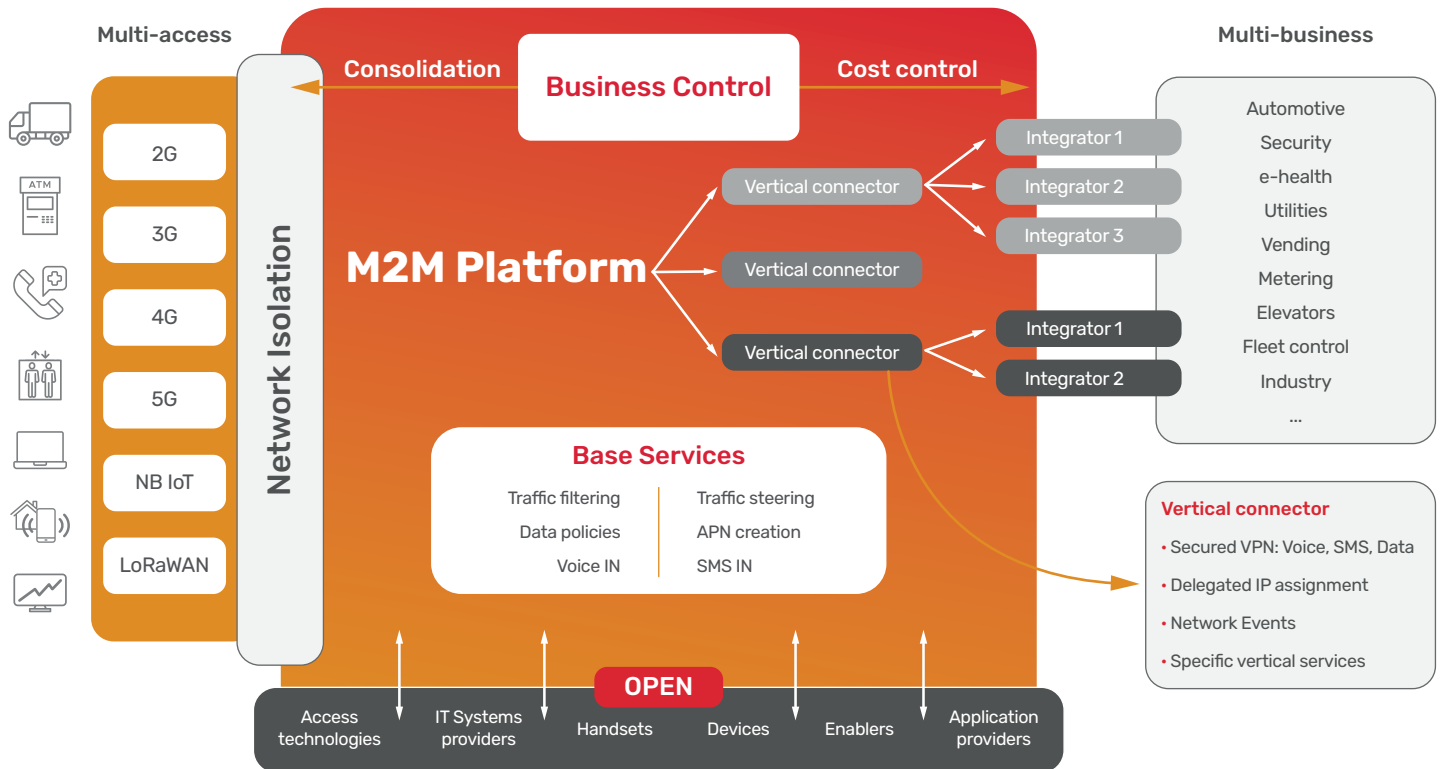 Multi-access
Multi-business
Consolidation
Business Control
Cost control
ATM
2G
3G
4G
5G
NB IoT
LoRaWAN
Network Isolation
M2M Platform
Vertical connector
Vertical connector
Vertical connector
Integrator 1
Integrator 2
Integrator 3
Integrator 1
Integrator 2
Automotive
Security
e-health
Utilities
Vending
Metering
Elevators
Fleet control
Industry
...
Base Services
Traffic filtering
Data policies
Voice IN
Traffic steering
APN creation
SMS IN
Vertical connector
• Secured VPN: Voice, SMS, Data
• Delegated IP assignment
• Network Events
• Specific vertical services
OPEN
Access
technologies
IT Systems
providers
Handsets
Devices
Enablers
Application
providers